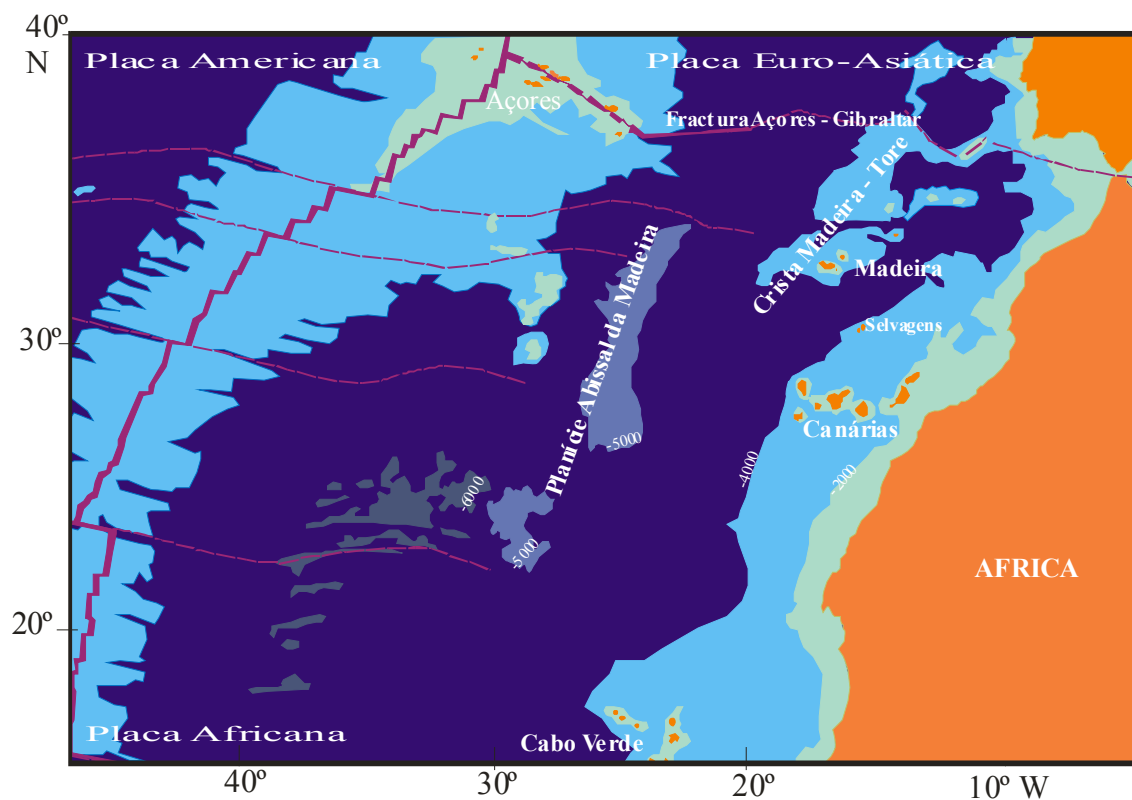 40º
N
Placa Americana
Placa Euro-Asiática
Açores
Fractura Açores - Gibraltar
Crista Madeira - Tore
Madeira
Planície Abissal da Madeira
Selvagens
30º
Canárias
-5000
-4000
-2000
-6000
-5000
AFRICA
20º
Placa Africana
Cabo Verde
40º
30º
20º
10º W